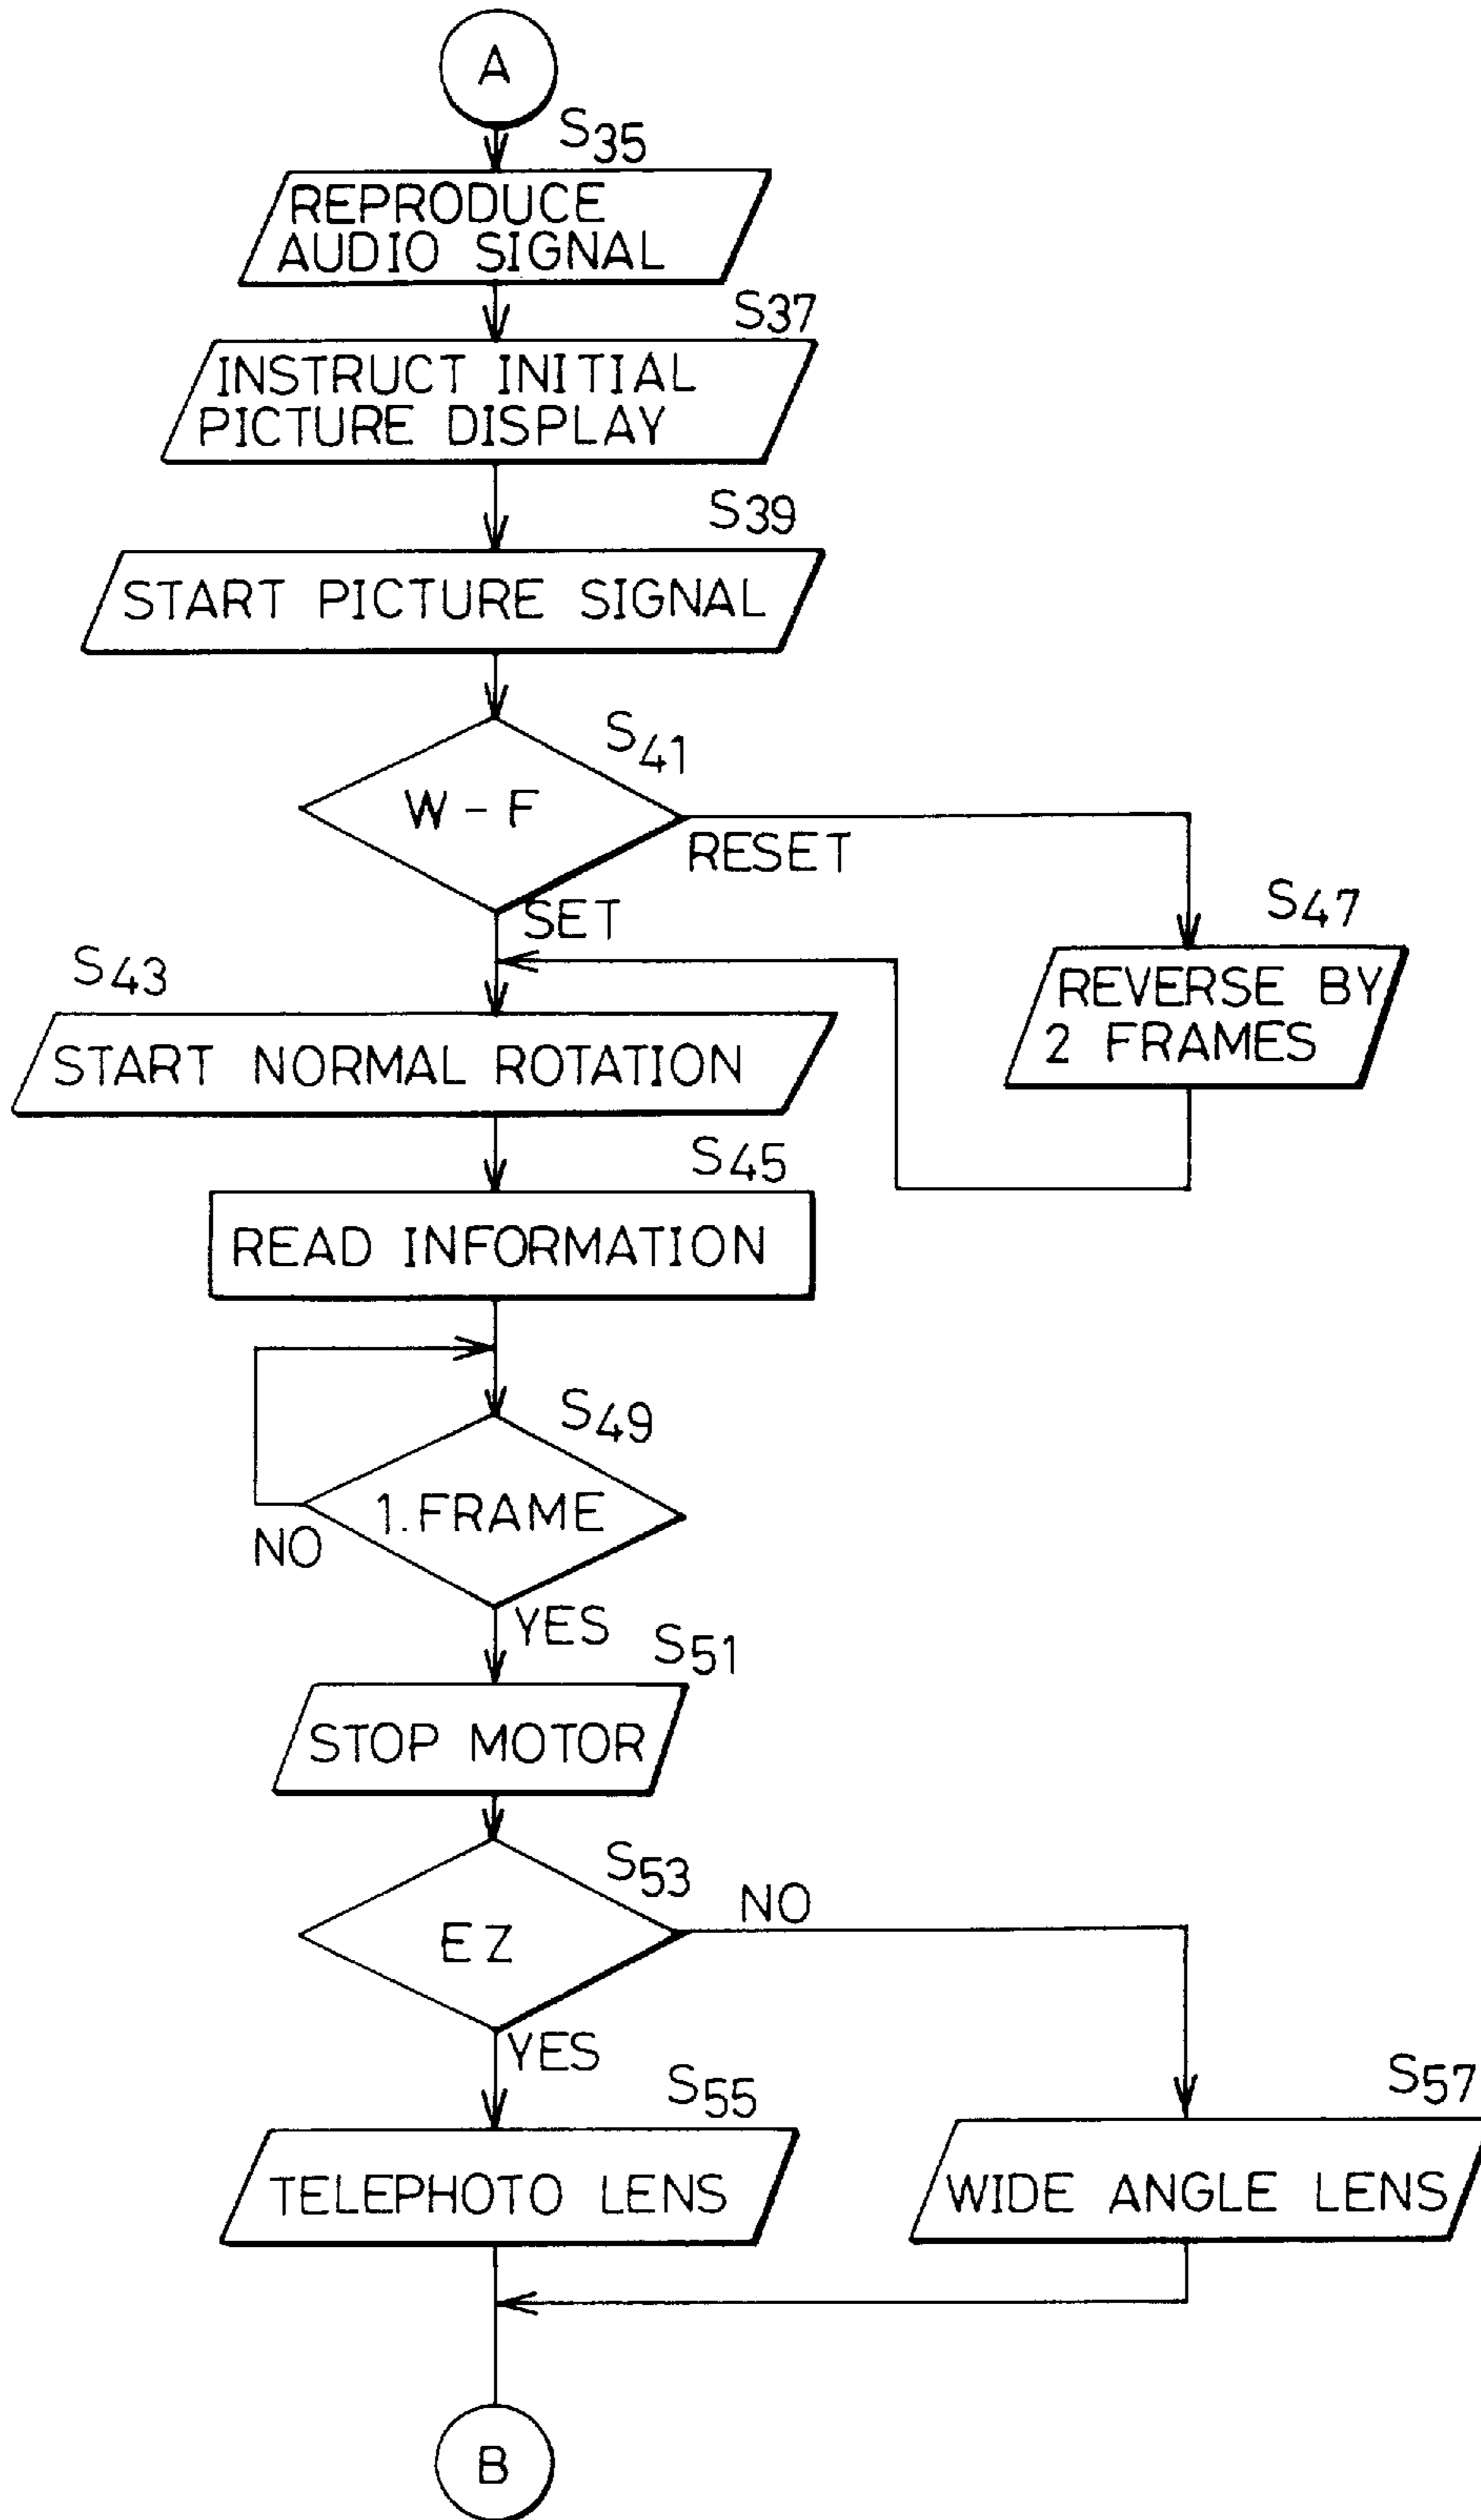 A
S35
REPRODUCE
AUDIO SIGNAL
S37
INSTRUCT INITIAL
PICTURE DISPLAY
S39
START PICTURE SIGNAL
S41
W-F
RESET
SET
S47
REVERSE BY
2 FRAMES
S43
START NORMAL ROTATION
S45
READ INFORMATION
S49
1.FRAME
NO
YES
S51
STOP MOTOR
S53
NO
EZ
YES
S55
TELEPHOTO LENS
S57
WIDE ANGLE LENS
B